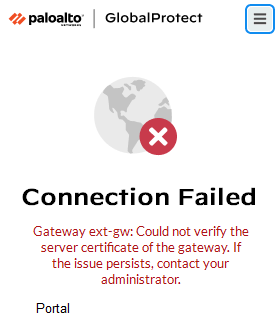 paloalto NETWORKS | GlobalProtect
Connection Failed
Gateway ext-gw: Could not verify the
server certificate of the gateway. If
the issue persists, contact your
administrator.
Portal